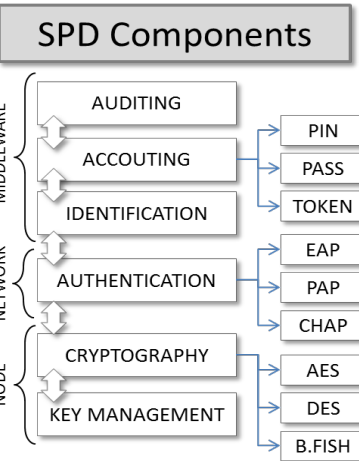 SPD Components
MIDDLEWARE
AUDITING
ACCOUTING
IDENTIFICATION
PIN
PASS
TOKEN
NETWORK
AUTHENTICATION
EAP
PAP
CHAP
NODE
CRYPTOGRAPHY
KEY MANAGEMENT
AES
DES
B.FISH